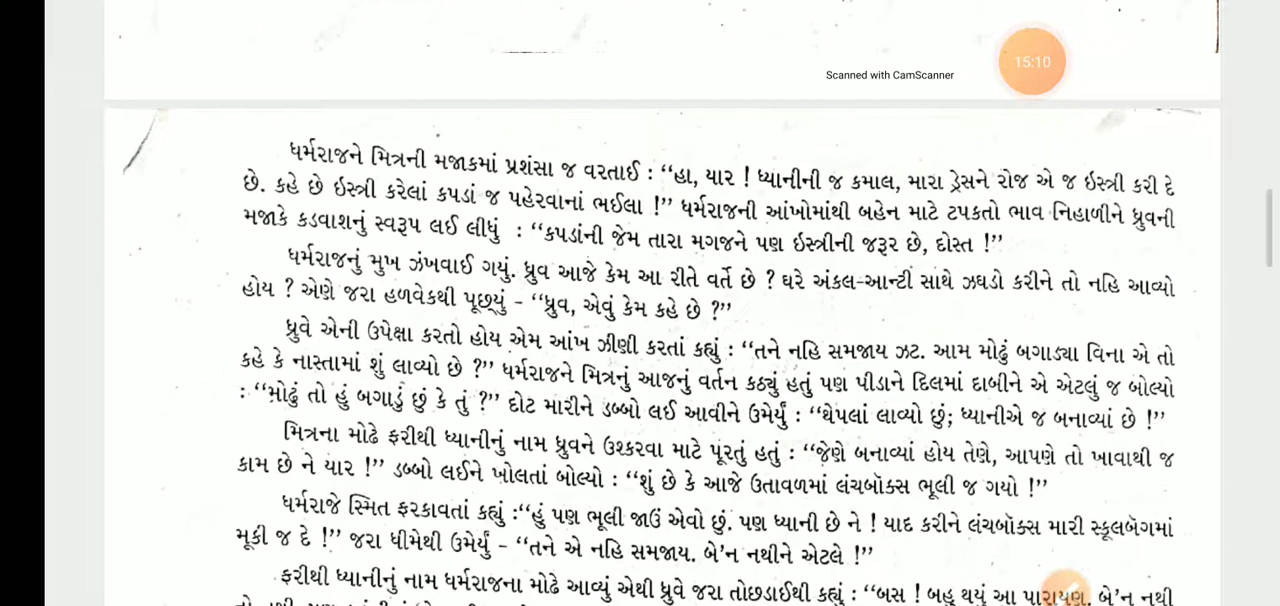 15:10
Scanned with CamScanner
ધર્મરાજને મિત્રની મજાકમાં પ્રશંસા જ વરતાઈ : “હા, યાર ! ધ્યાનીની જ કમાલ, મારા ડ્રેસને રોજ એ જ ઇસ્ત્રી કરી દે
છે. કહે છે ઇસ્ત્રી કરેલાં કપડાં જ પહેરવાનાં ભઈલા !” ધર્મરાજની આંખોમાંથી બહેન માટે ટપકતો ભાવ નિહાળીને ધ્રુવની
મજાકે કડવાશનું સ્વરૂપ લઈ લીધું : “કપડાંની જેમ તારા મગજને પણ ઇસ્ત્રીની જરૂર છે, દોસ્ત !”
ધર્મરાજનું મુખ ઝંખવાઈ ગયું. ધ્રુવ આજે કેમ આ રીતે વર્તે છે ? ઘરે અંકલ-આન્ટી સાથે ઝઘડો કરીને તો નહિ આવ્યો
હોય ? એણે જરા હળવેકથી પૂછ્યું - “ધ્રુવ, એવું કેમ કહે છે ?”
ધ્રુવે એની ઉપેક્ષા કરતો હોય એમ આંખ ઝીણી કરતાં કહ્યું : “તને નહિ સમજાય ઝટ. આમ મોઢું બગાડ્યા વિના એ તો
કહે કે નાસ્તામાં શું લાવ્યો છે ?” ધર્મરાજને મિત્રનું આજનું વર્તન કઠ્યું હતું પણ પીડાને દિલમાં દાબીને એ એટલું જ બોલ્યો
: “મોઢું તો હું બગાડું છું કે તું ?” દોટ મારીને ડબ્બો લઈ આવીને ઉમેર્યું : “થેપલાં લાવ્યો છું; ધ્યાનીએ જ બનાવ્યાં છે !”
મિત્રના મોઢે ફરીથી ધ્યાનીનું નામ ધ્રુવને ઉશ્કરવા માટે પૂરતું હતું : “જેણે બનાવ્યાં હોય તેણે, આપણે તો ખાવાથી જ
કામ છે ને યાર !” ડબ્બો લઈને ખોલતાં બોલ્યો : “શું છે કે આજે ઉતાવળમાં લંચબૉક્સ ભૂલી જ ગયો !”
ધર્મરાજે સ્મિત ફરકાવતાં કહ્યું :“હું પણ ભૂલી જાઉં એવો છું. પણ ધ્યાની છે ને ! યાદ કરીને લંચબૉક્સ મારી સ્કૂલબૅગમાં
મૂકી જ દે !” જરા ધીમેથી ઉમેર્યું - “તને એ નહિ સમજાય. બે’ન નથીને એટલે !”
ફરીથી ધ્યાનીનું નામ ધર્મરાજના મોઢે આવ્યું એથી ધ્રુવે જરા તોછડાઈથી કહ્યું : “બસ ! બહુ થયું આ પારાયણ. બે’ન નથી